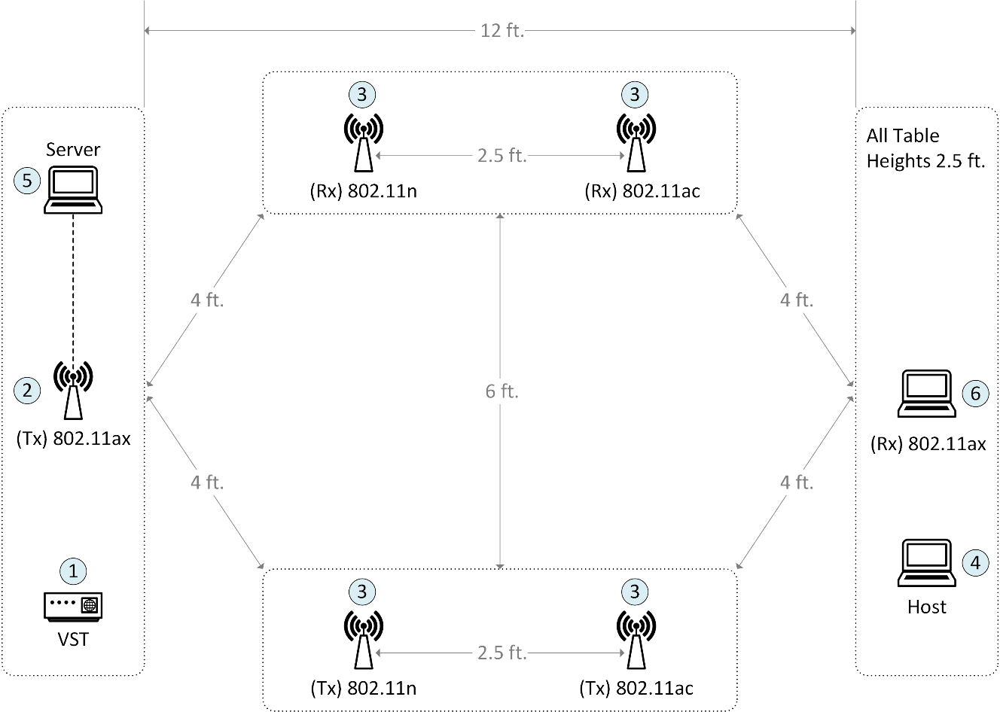 12 ft.
3
3
2.5 ft.
(Rx) 802.11n
(Rx) 802.11ac
Server
5
2
(Tx) 802.11ax
1
VST
4 ft.
4 ft.
6 ft.
4 ft.
4 ft.
All Table
Heights 2.5 ft.
6
(Rx) 802.11ax
4
Host
3
3
2.5 ft.
(Tx) 802.11n
(Tx) 802.11ac